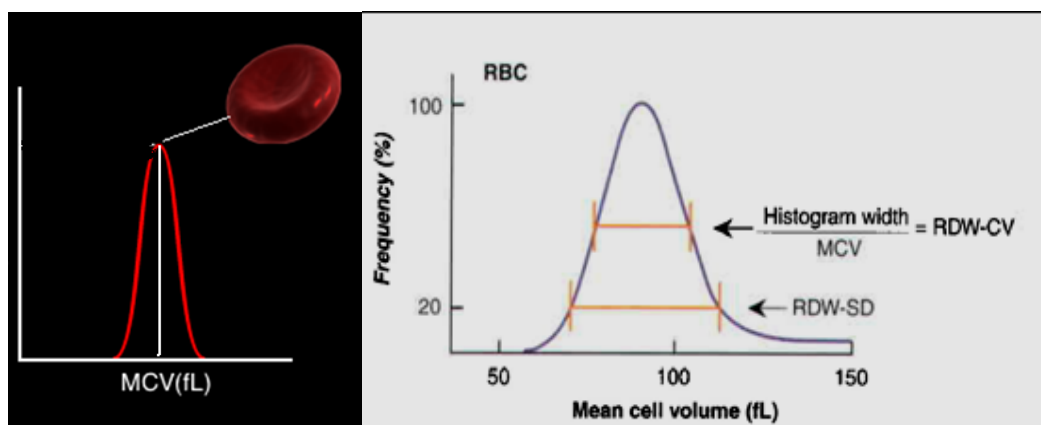 MCV(fL)
RBC
100
20
Frequency (%)
Histogram width
MCV
= RDW-CV
RDW-SD
50
100
150
Mean cell volume (fL)